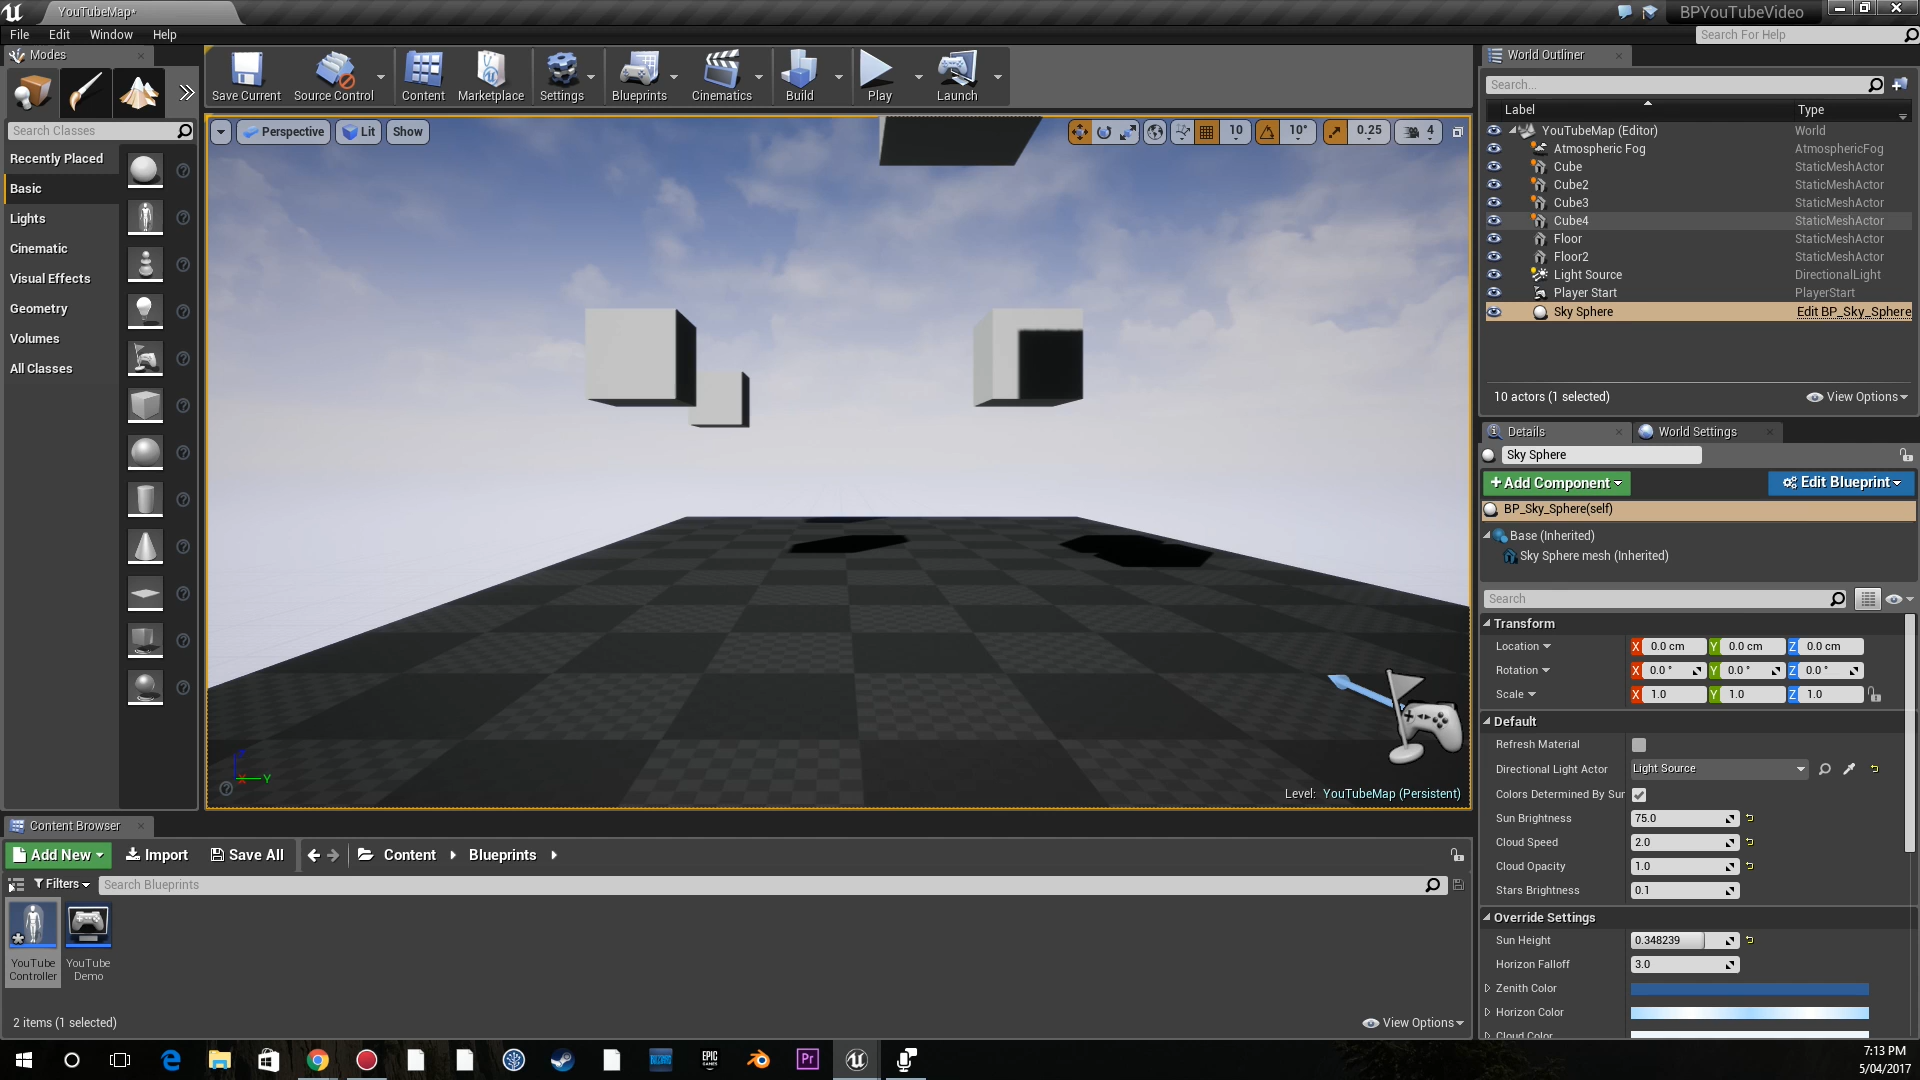 YouTubeMap*
BPYouTubeVideo
File Edit Window Help
Search For Help
Modes
Search Classes
Recently Placed
Basic
Lights
Cinematic
Visual Effects
Geometry
Volumes
All Classes
Save Current
Source Control
Content
Marketplace
Settings
Blueprints
Cinematics
Build
Play
Launch
Perspective
Lit
Show
10
10°
0.25
4
X
Y
Level: YouTubeMap (Persistent)
World Outliner
Search...
Label Type
YouTubeMap (Editor) World
Atmospheric Fog AtmosphericFog
Cube StaticMeshActor
Cube2 StaticMeshActor
Cube3 StaticMeshActor
Cube4 StaticMeshActor
Floor StaticMeshActor
Floor2 StaticMeshActor
Light Source DirectionalLight
Player Start PlayerStart
Sky Sphere Edit BP_Sky_Sphere
10 actors (1 selected)
View Options
Details
World Settings
Sky Sphere
+Add Component
Edit Blueprint
BP_Sky_Sphere(self)
Base (Inherited)
Sky Sphere mesh (Inherited)
Search
Transform
Location X 0.0 cm Y 0.0 cm Z 0.0 cm
Rotation X 0.0 ° Y 0.0 ° Z 0.0 °
Scale X 1.0 Y 1.0 Z 1.0
Default
Refresh Material
Directional Light Actor Light Source
Colors Determined By Sun
Sun Brightness 75.0
Cloud Speed 2.0
Cloud Opacity 1.0
Stars Brightness 0.1
Override Settings
Sun Height 0.348239
Horizon Falloff 3.0
Zenith Color
Horizon Color
Cloud Color
Content Browser
Add New
Import
Save All
Content
Blueprints
Filters
Search Blueprints
YouTube
Controller
YouTube
Demo
2 items (1 selected)
View Options
EPIC
GAMES
Pr
7:13 PM
5/04/2017